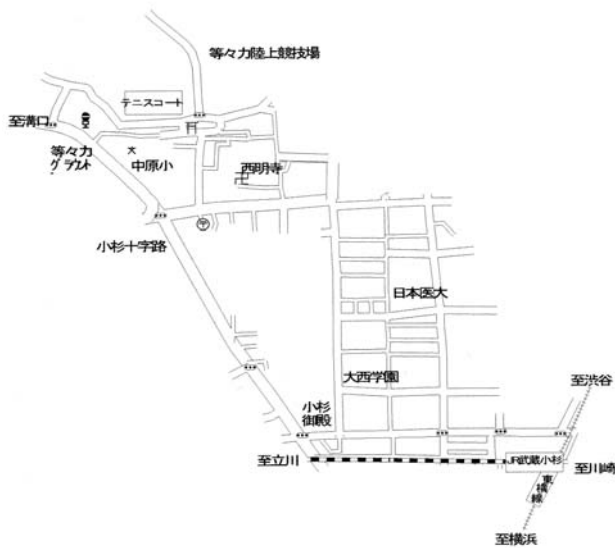 等々力陸上競技場
テニスコート
至溝口
等々力
グラウンド
中原小
西明寺
小杉十字路
日本医大
大西学園
至渋谷
小杉
御殿
至立川
JR武蔵小杉
至川崎
東横線
至横浜